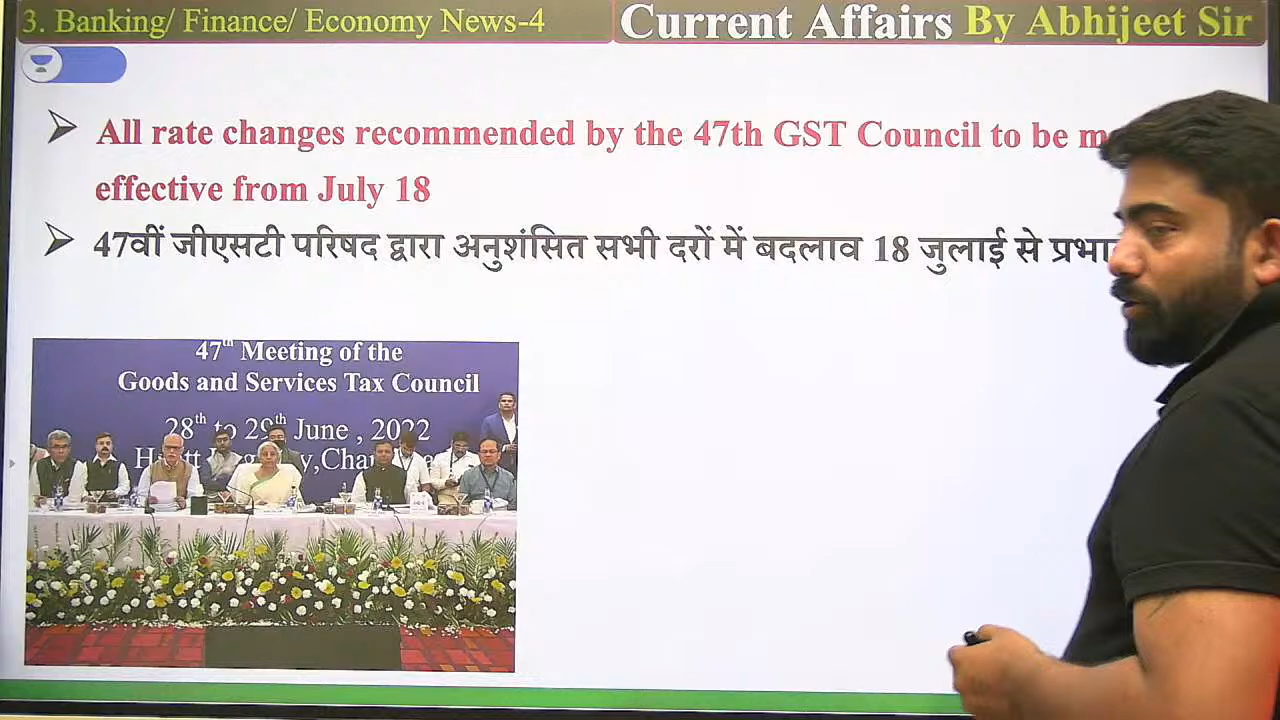 3. Banking/ Finance/ Economy News-4
Current Affairs By Abhijeet Sir
All rate changes recommended by the 47th GST Council to be
effective from July 18
47वीं जीएसटी परिषद द्वारा अनुशंसित सभी दरों में बदलाव 18 जुलाई से
47th Meeting of the
Goods and Services Tax Council
28th to 29th June , 2022